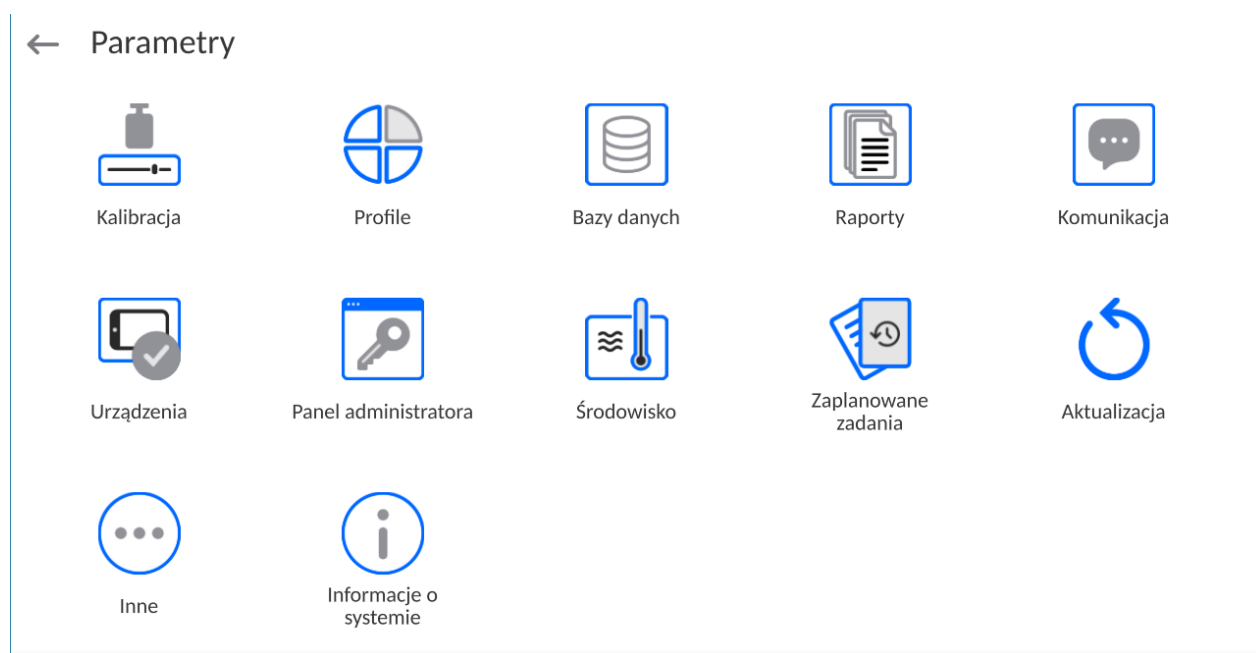 Parametry
Kalibracja
Profile
Bazy danych
Raporty
Komunikacja
Urządzenia
Panel administratora
Środowisko
Zaplanowane
zadania
Aktualizacja
Inne
Informacje o
systemie